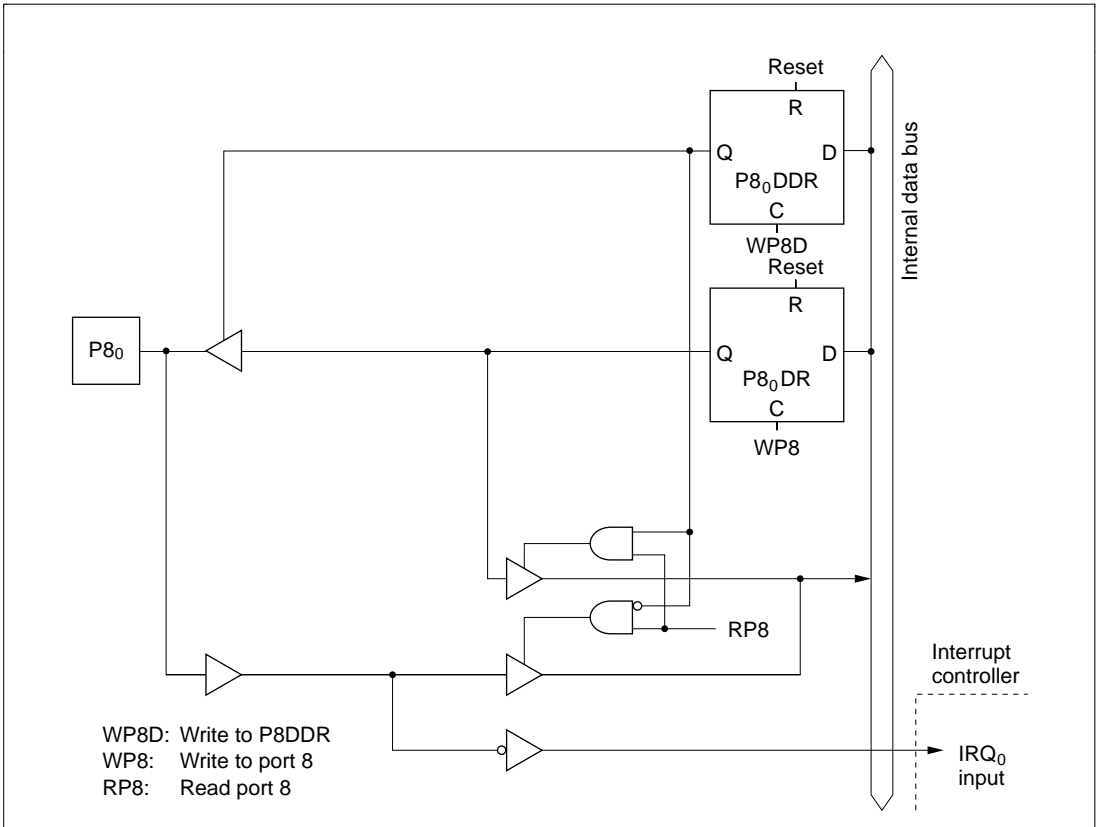 Reset
R
Q
D
P8₀DDR
C
WP8D
Reset
R
Q
D
P8₀DR
C
WP8
Internal data bus
P8₀
RP8
Interrupt
controller
WP8D: Write to P8DDR
WP8: Write to port 8
RP8: Read port 8
IRQ₀
input